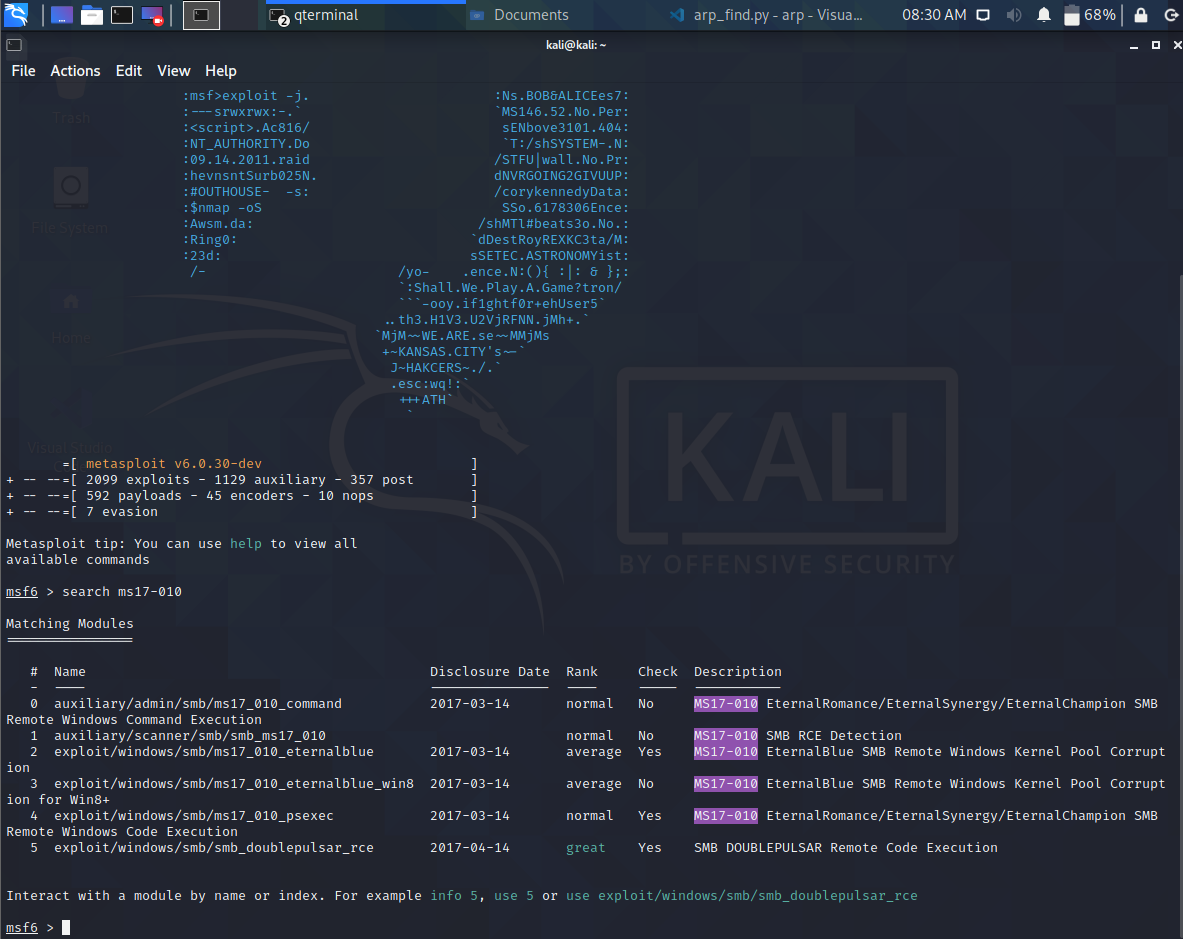 qterminal
2
Documents
arp_find.py - arp - Visua...
08:30 AM
68%
kali@kali: ~
File Actions Edit View Help
Trash
File System
Home
Visual Studio
:msf>exploit -j. :Ns.BOB&ALICEes7:
:---srwxrwx:-.` `MS146.52.No.Per:
:<script>.Ac816/ sENbove3101.404:
:NT_AUTHORITY.Do `T:/shSYSTEM-.N:
:09.14.2011.raid /STFU|wall.No.Pr:
:hevnsntSurb025N. dNVRGOING2GIVUUP:
:#OUTHOUSE- -s: /corykennedyData:
:$nmap -oS SSo.6178306Ence:
:Awsm.da: /shMTl#beats3o.No.:
:Ring0: `dDestRoyREXKC3ta/M:
:23d: sSETEC.ASTRONOMYist:
/- /yo- .ence.N:(){ :|: & };:
`:Shall.We.Play.A.Game?tron/
```-ooy.if1ghtf0r+ehUser5`
..th3.H1V3.U2VjRFNN.jMh+.`
`MjM~~WE.ARE.se~~MMjMs
+~KANSAS.CITY's~-`
J~HAKCERS~./.`
.esc:wq!:`
+++ATH`
`
KALI
BY OFFENSIVE SECURITY
=[ metasploit v6.0.30-dev ]
+ -- --=[ 2099 exploits - 1129 auxiliary - 357 post ]
+ -- --=[ 592 payloads - 45 encoders - 10 nops ]
+ -- --=[ 7 evasion ]
Metasploit tip: You can use help to view all
available commands
msf6 > search ms17-010
Matching Modules
================
# Name Disclosure Date Rank Check Description
- ---- --------------- ---- ----- -----------
0 auxiliary/admin/smb/ms17_010_command 2017-03-14 normal No MS17-010 EternalRomance/EternalSynergy/EternalChampion SMB
Remote Windows Command Execution
1 auxiliary/scanner/smb/smb_ms17_010 normal No MS17-010 SMB RCE Detection
2 exploit/windows/smb/ms17_010_eternalblue 2017-03-14 average Yes MS17-010 EternalBlue SMB Remote Windows Kernel Pool Corrupt
ion
3 exploit/windows/smb/ms17_010_eternalblue_win8 2017-03-14 average No MS17-010 EternalBlue SMB Remote Windows Kernel Pool Corrupt
ion for Win8+
4 exploit/windows/smb/ms17_010_psexec 2017-03-14 normal Yes MS17-010 EternalRomance/EternalSynergy/EternalChampion SMB
Remote Windows Code Execution
5 exploit/windows/smb/smb_doublepulsar_rce 2017-04-14 great Yes SMB DOUBLEPULSAR Remote Code Execution
Interact with a module by name or index. For example info 5, use 5 or use exploit/windows/smb/smb_doublepulsar_rce
msf6 >